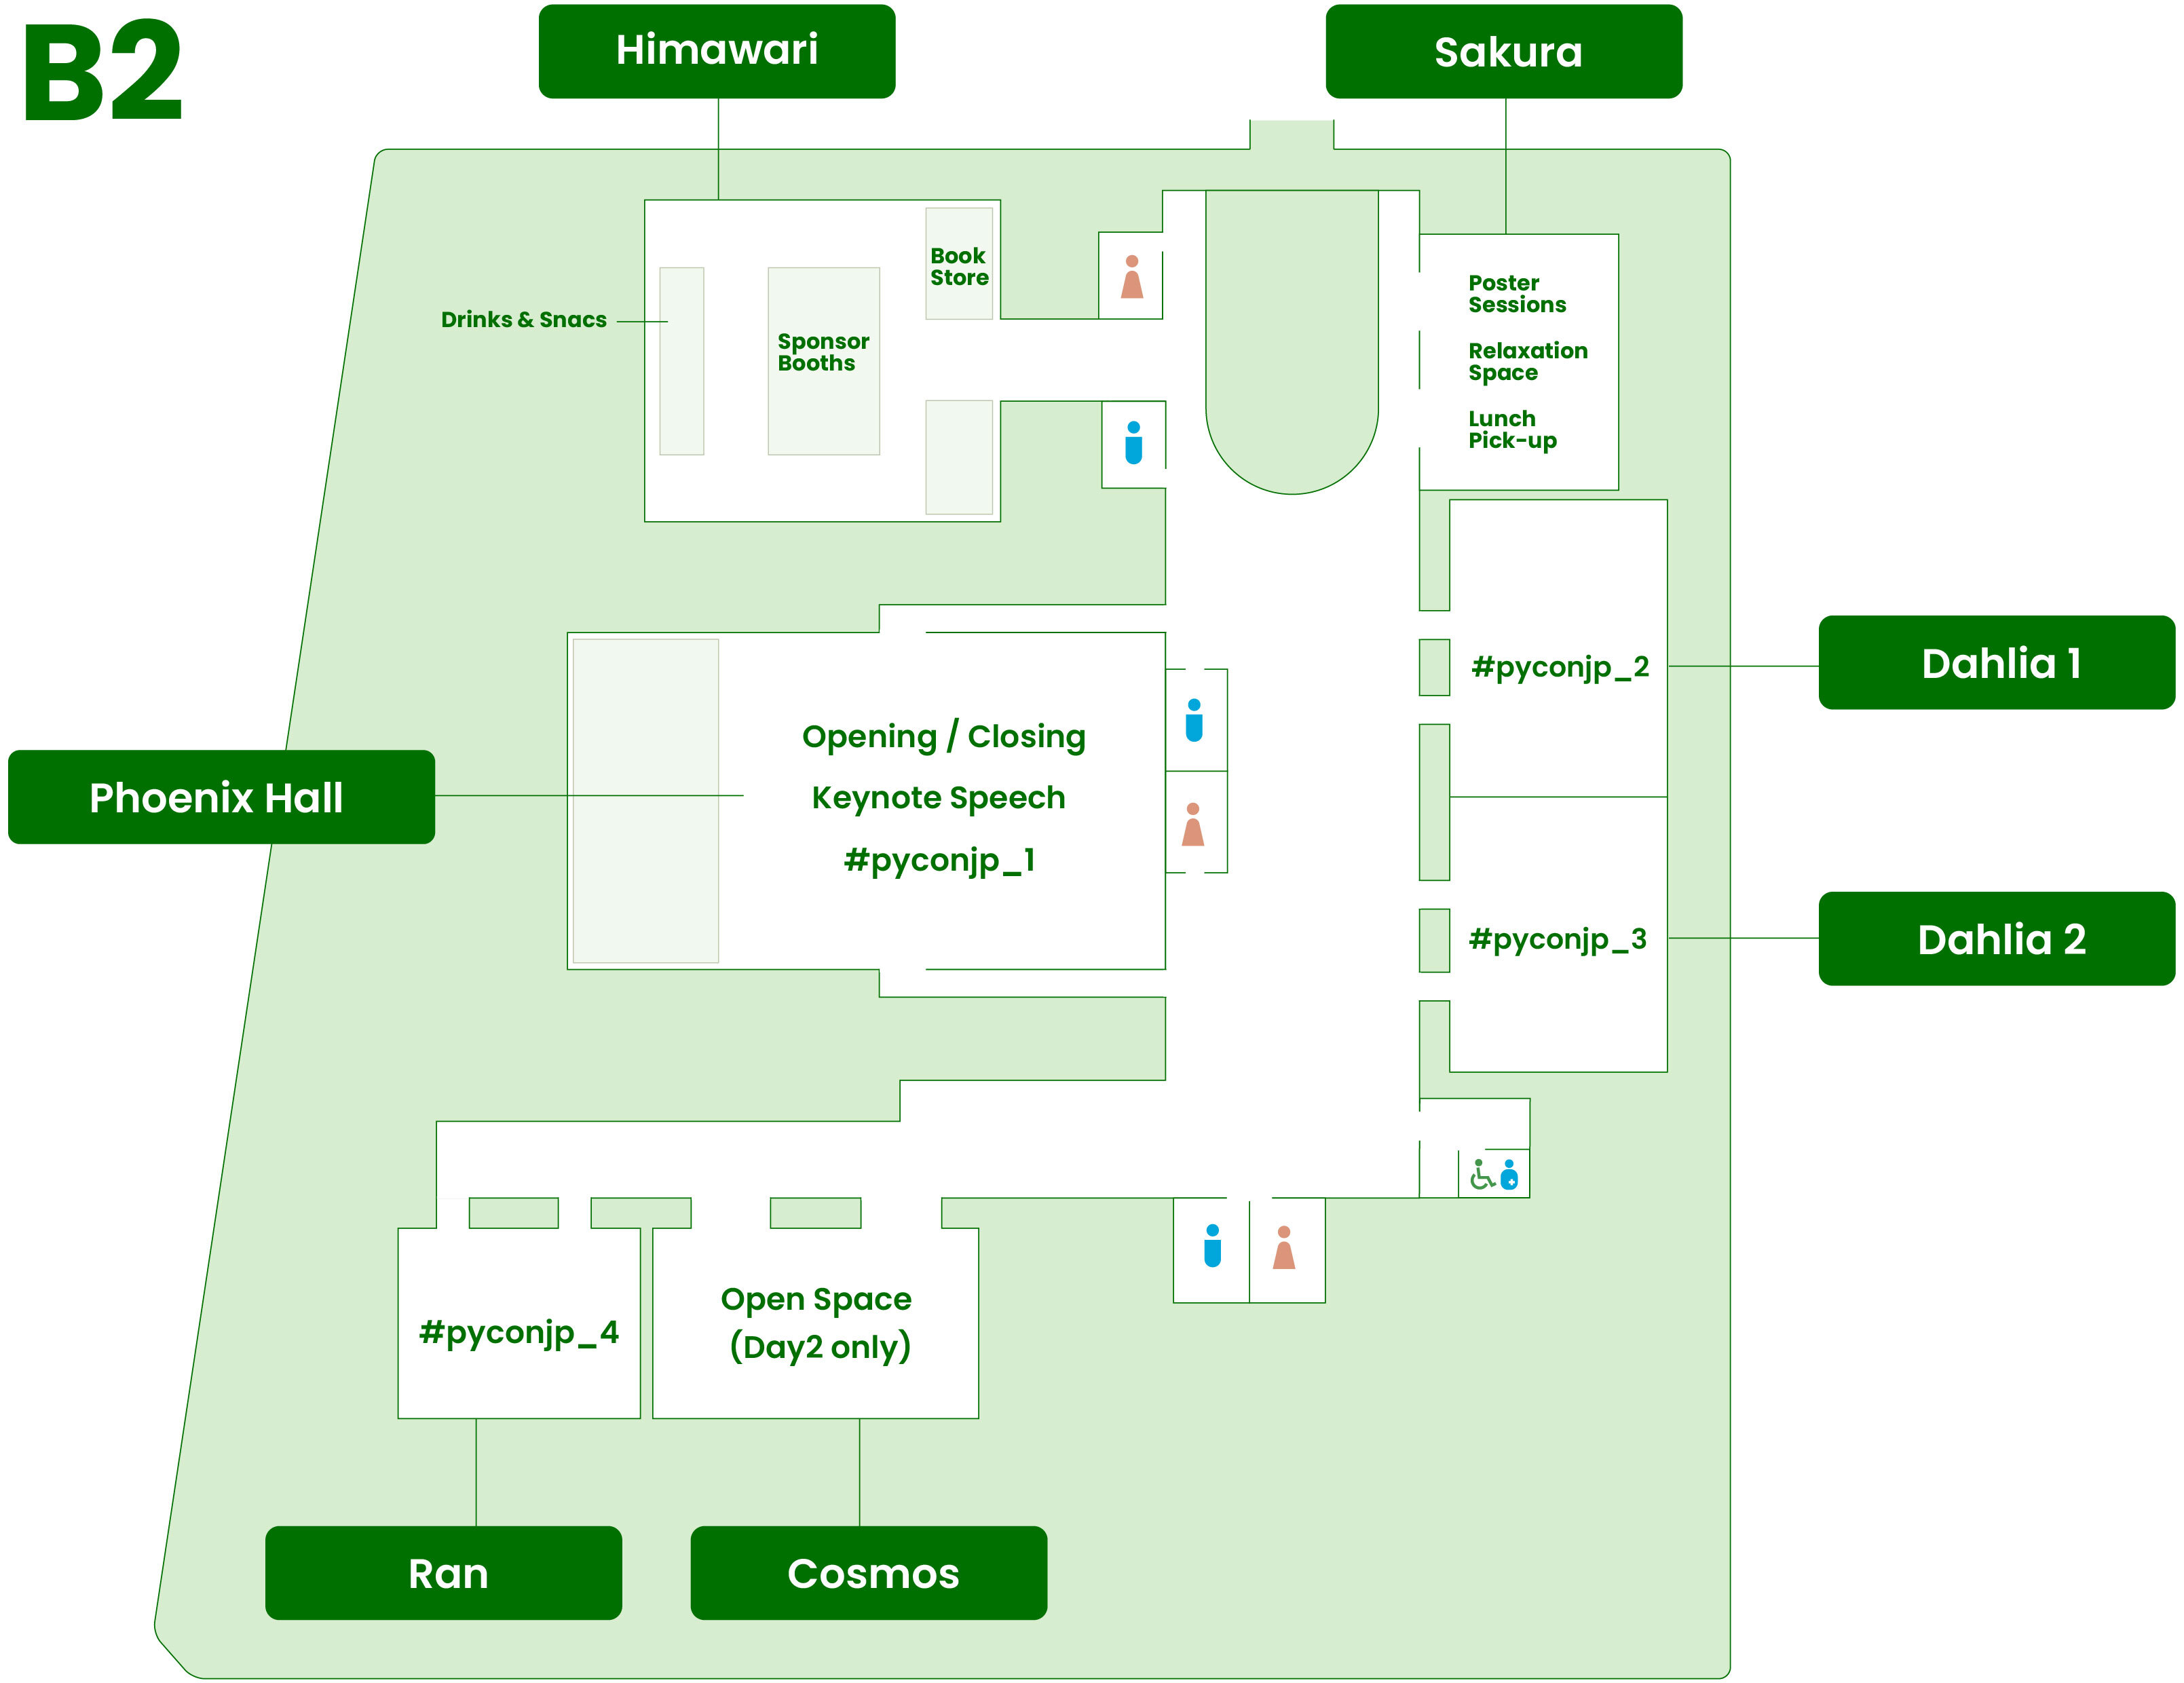 B2
Himawari
Sakura
Book
Store
Poster
Sessions
Drinks & Snacs
Sponsor
Booths
Relaxation
Space
Lunch
Pick-up
#pyconjp_2
Dahlia 1
Opening / Closing
Phoenix Hall
Keynote Speech
#pyconjp_1
#pyconjp_3
Dahlia 2
Open Space
#pyconjp_4
(Day2 only)
Ran
Cosmos